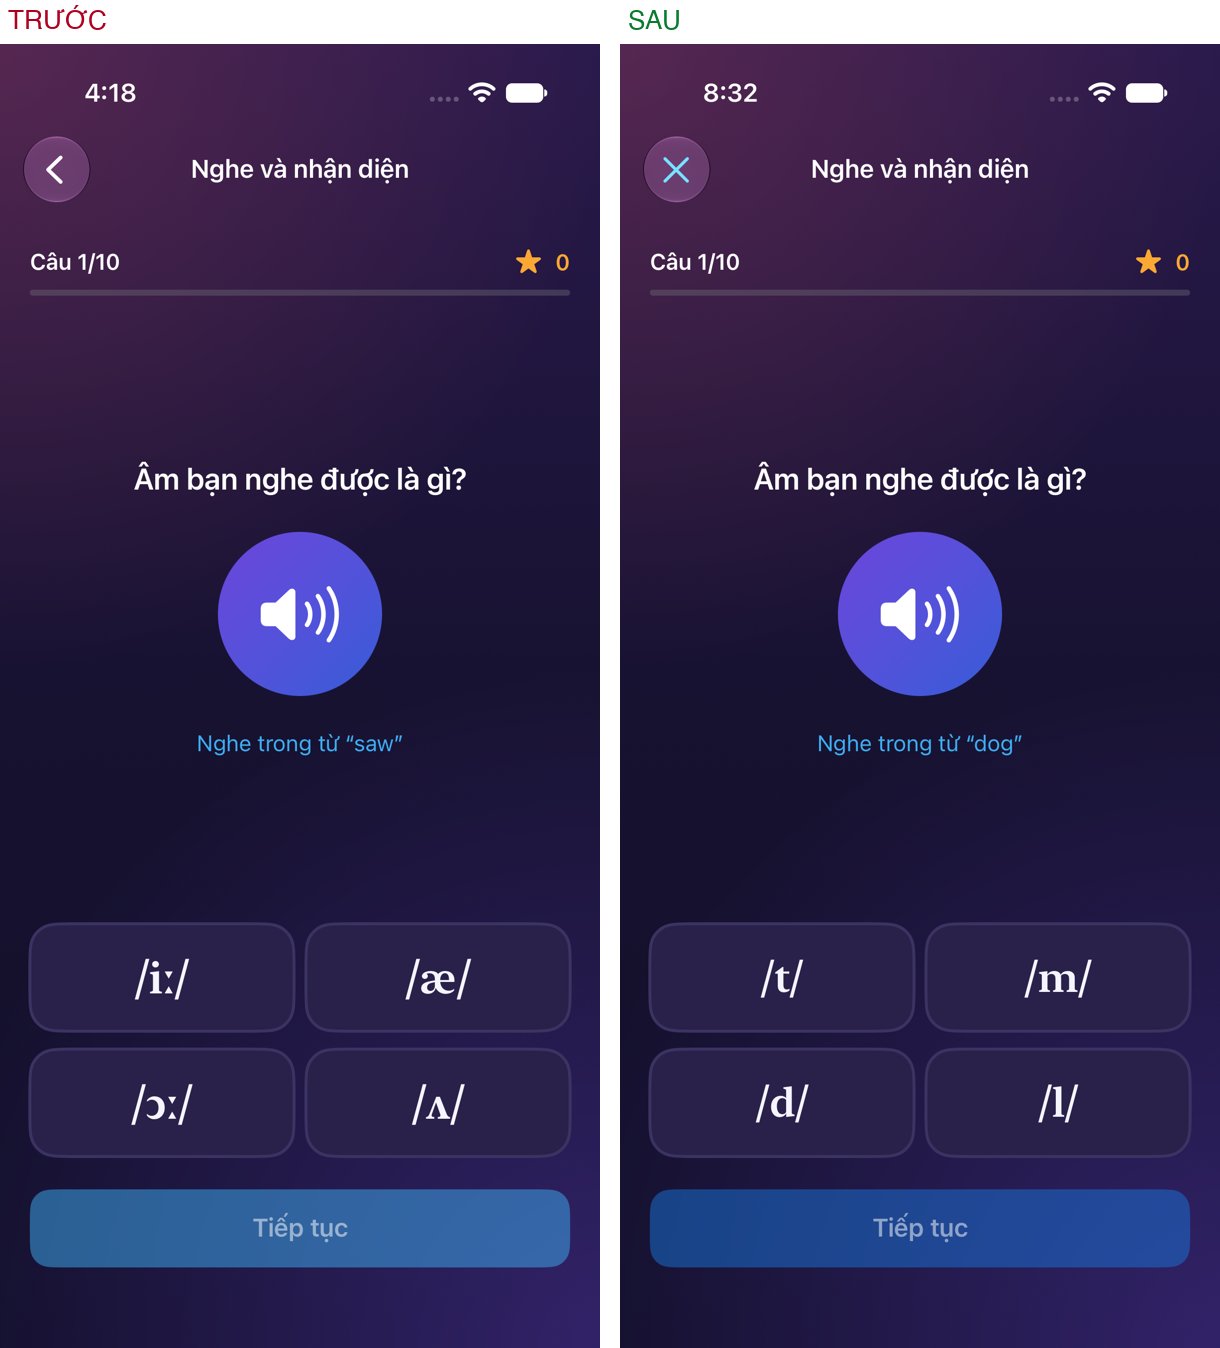 TRƯỚC
4:18
Nghe và nhận diện
Câu 1/10
0
Âm bạn nghe được là gì?
Nghe trong từ “saw”
/iː/
/æ/
/ɔː/
/ʌ/
Tiếp tục
SAU
8:32
Nghe và nhận diện
Câu 1/10
0
Âm bạn nghe được là gì?
Nghe trong từ “dog”
/t/
/m/
/d/
/l/
Tiếp tục